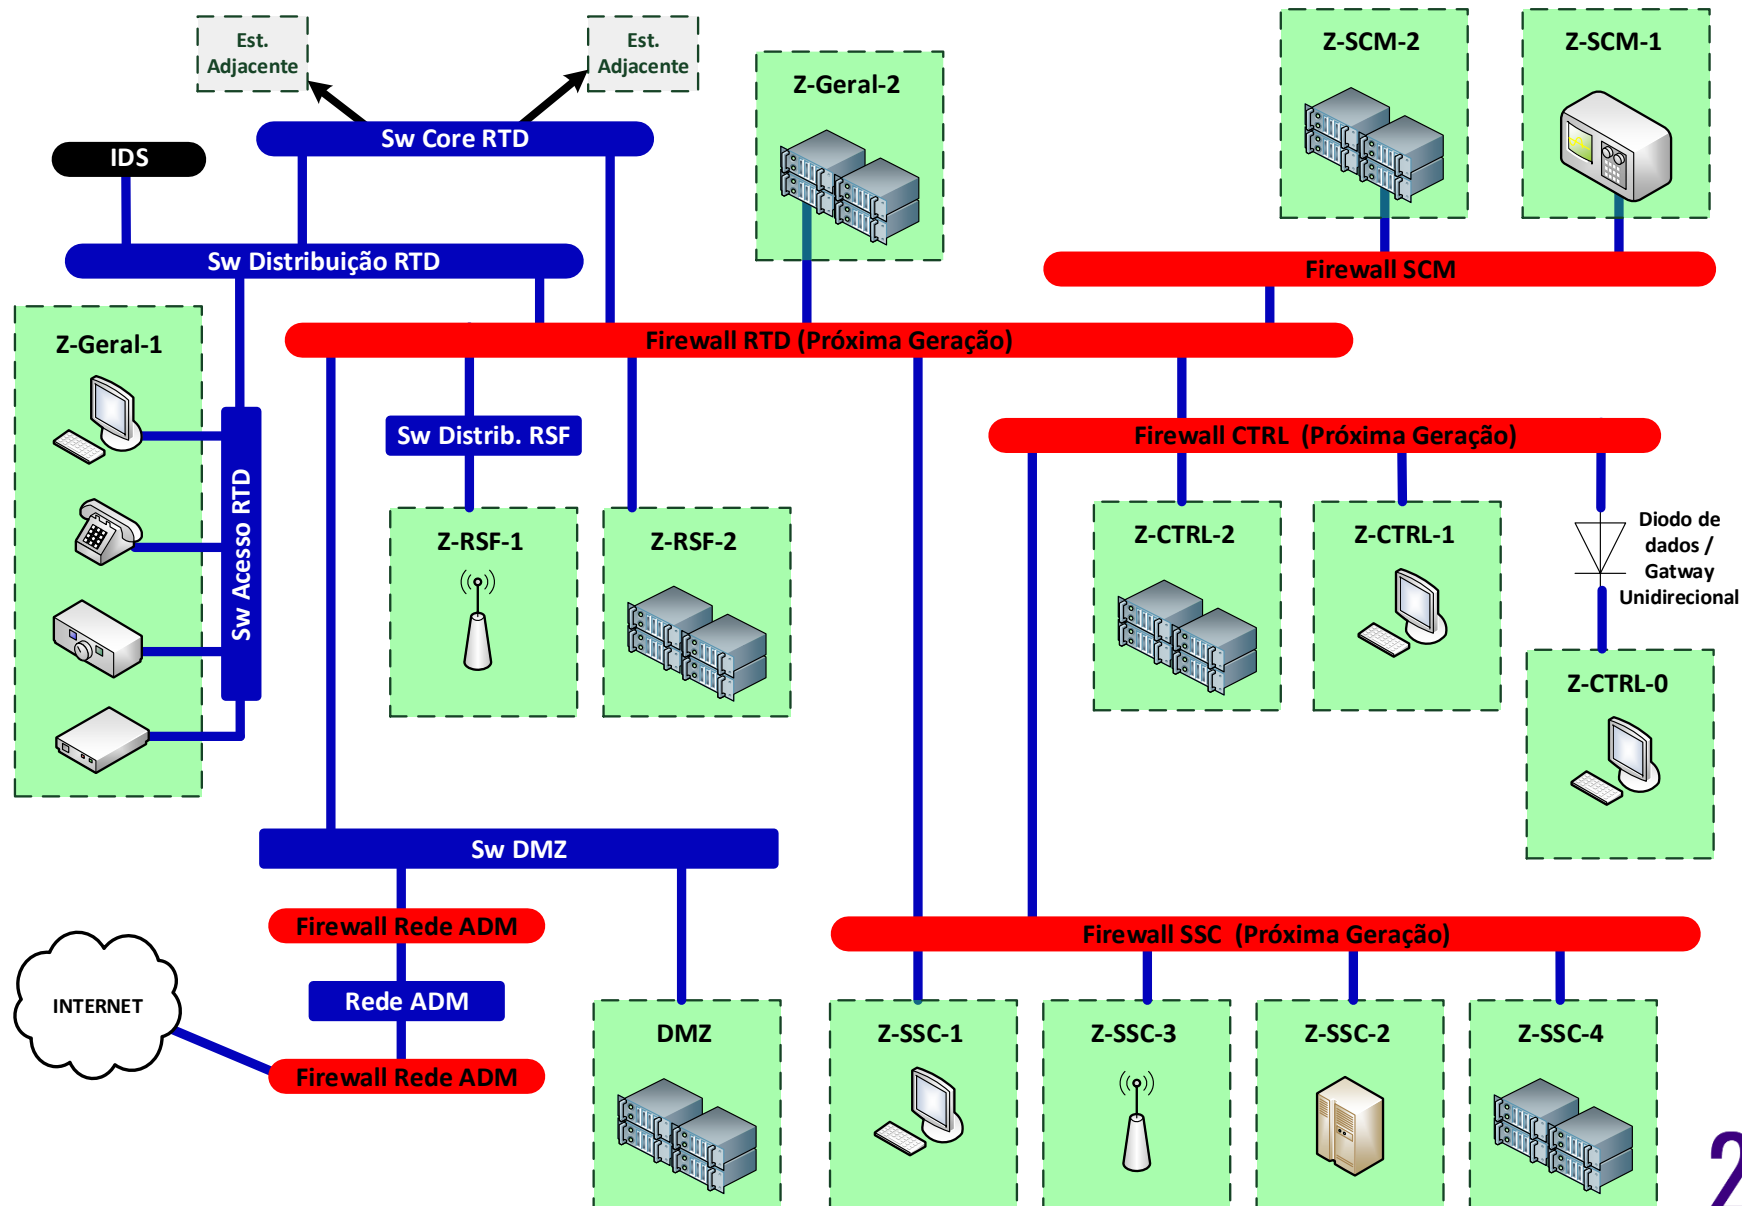 Est.
Adjacente
Est.
Adjacente
Z-Geral-2
Z-SCM-2
Z-SCM-1
Sw Core RTD
IDS
Sw Distribuição RTD
Firewall SCM
Firewall RTD (Próxima Geração)
Z-Geral-1
Sw Acesso RTD
Sw Distrib. RSF
Firewall CTRL (Próxima Geração)
Z-RSF-1
Z-RSF-2
Z-CTRL-2
Z-CTRL-1
Diodo de
dados /
Gatway
Unidirecional
Z-CTRL-0
Sw DMZ
Firewall Rede ADM
Firewall SSC (Próxima Geração)
Rede ADM
INTERNET
Firewall Rede ADM
DMZ
Z-SSC-1
Z-SSC-3
Z-SSC-2
Z-SSC-4
2